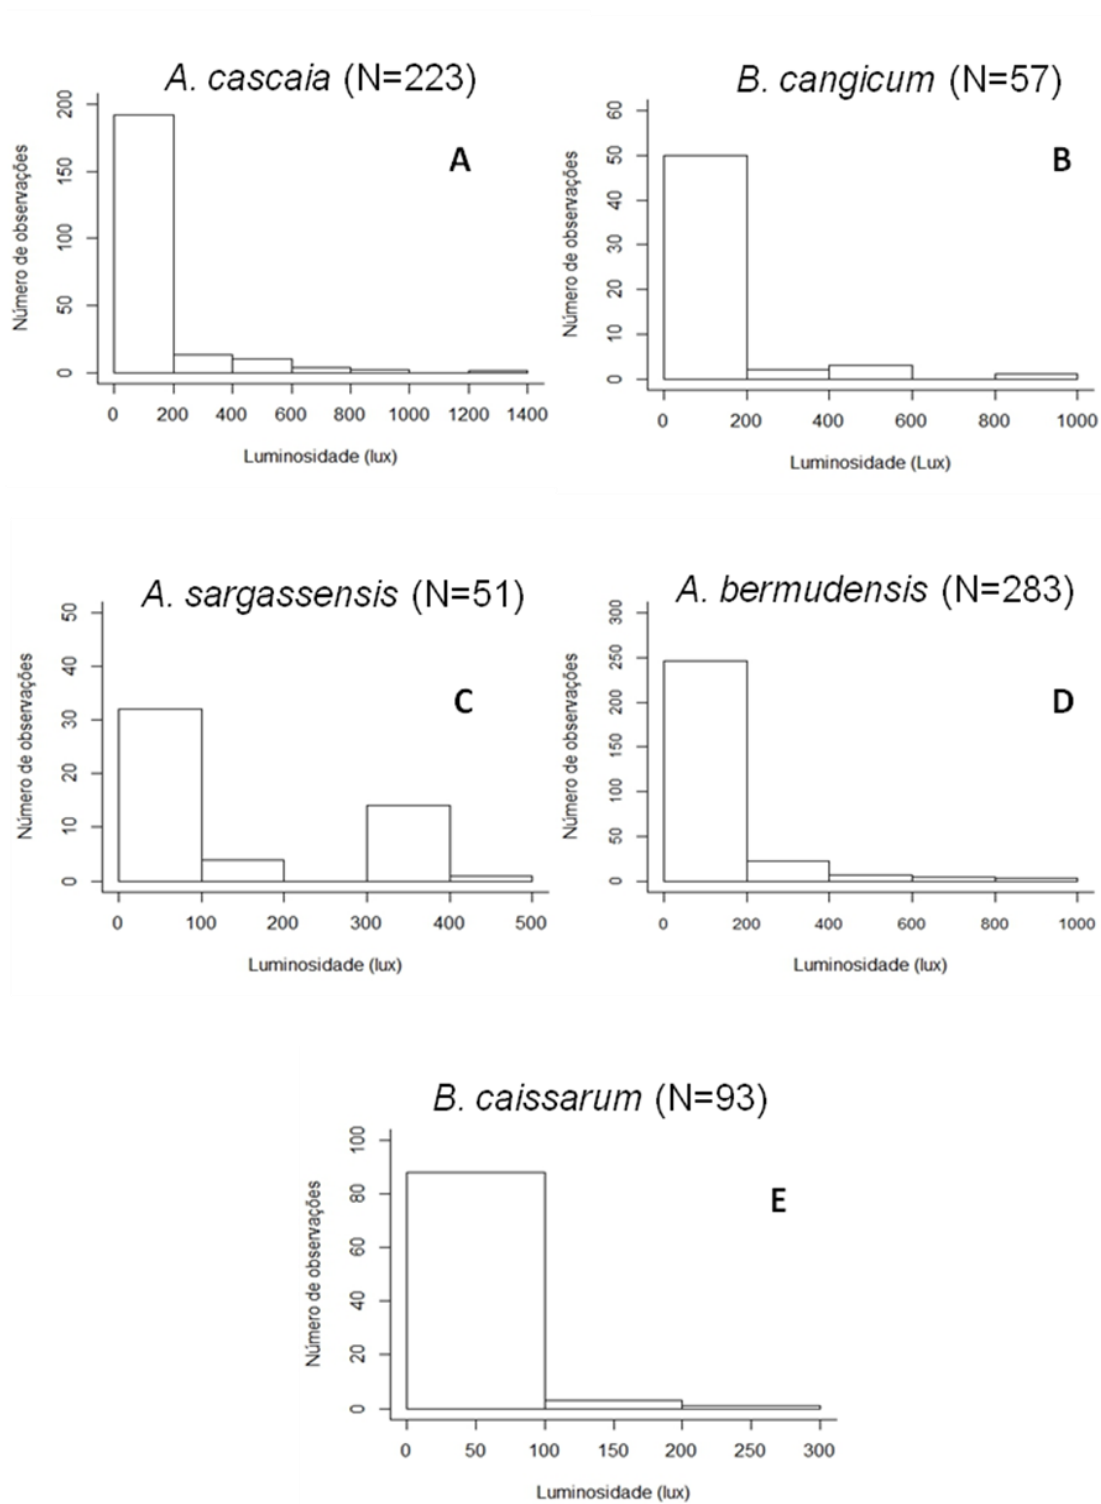 A. cascaia (N=223)
A
Número de observações
200
150
100
50
0
0 200 400 600 800 1000 1200 1400
Luminosidade (lux)
B. cangicum (N=57)
B
Número de observações
60
50
40
30
20
10
0
0 200 400 600 800 1000
Luminosidade (Lux)
A. sargassensis (N=51)
C
Número de observações
50
40
30
20
10
0
0 100 200 300 400 500
Luminosidade (lux)
A. bermudensis (N=283)
D
Número de observações
300
250
200
150
100
50
0
0 200 400 600 800 1000
Luminosidade (lux)
B. caissarum (N=93)
E
Número de observações
100
80
60
40
20
0
0 50 100 150 200 250 300
Luminosidade (lux)